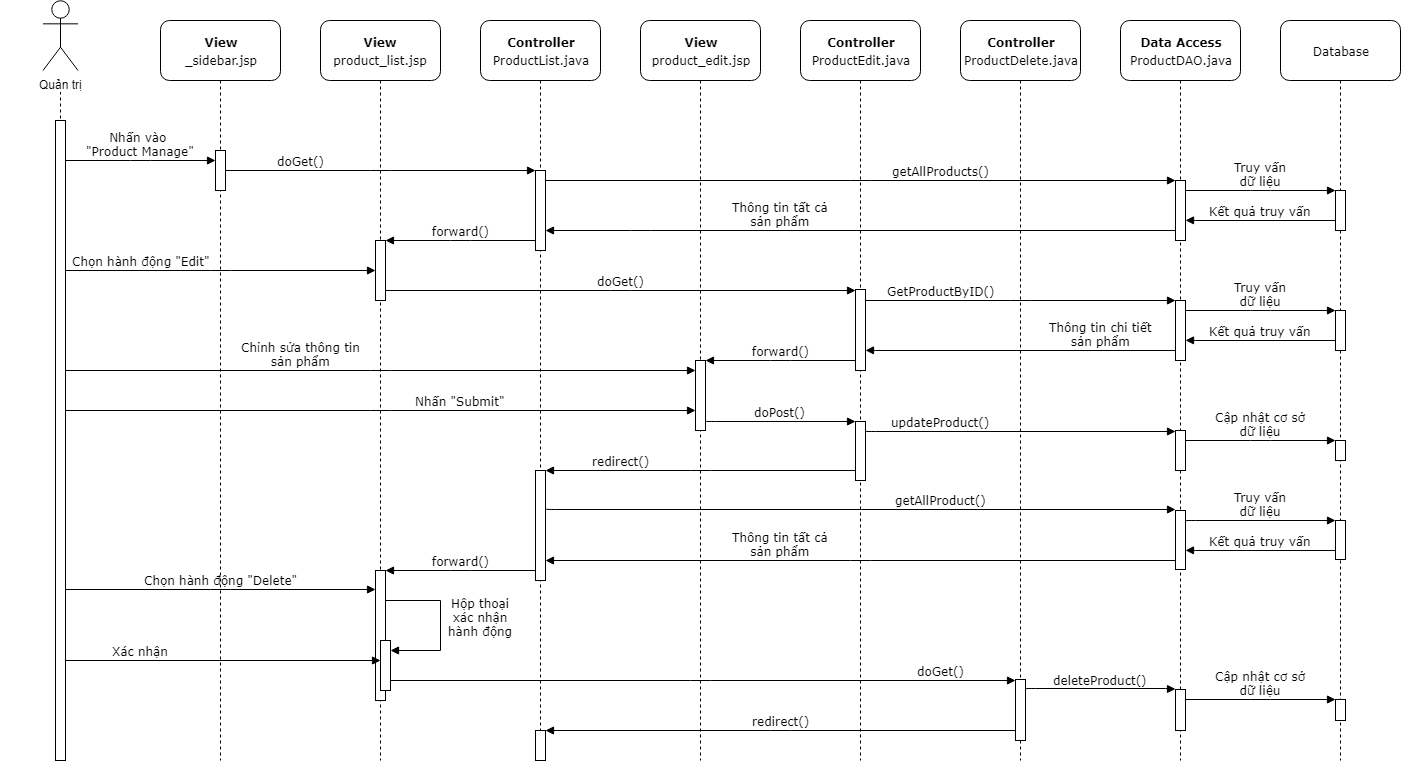 View
_sidebar.jsp
View
product_list.jsp
Controller
ProductList.java
View
product_edit.jsp
Controller
ProductEdit.java
Controller
ProductDelete.java
Data Access
ProductDAO.java
Database
Quản trị
Nhấn vào
"Product Manage"
doGet()
getAllProducts()
Truy vấn
dữ liệu
Thông tin tất cả
sản phẩm
Kết quả truy vấn
forward()
Chọn hành động "Edit"
doGet()
GetProductByID()
Truy vấn
dữ liệu
Thông tin chi tiết
sản phẩm
Kết quả truy vấn
Chỉnh sửa thông tin
sản phẩm
forward()
Nhấn "Submit"
doPost()
updateProduct()
Cập nhật cơ sở
dữ liệu
redirect()
getAllProduct()
Truy vấn
dữ liệu
Thông tin tất cả
sản phẩm
Kết quả truy vấn
forward()
Chọn hành động "Delete"
Hộp thoại
xác nhận
hành động
Xác nhận
doGet()
deleteProduct()
Cập nhật cơ sở
dữ liệu
redirect()